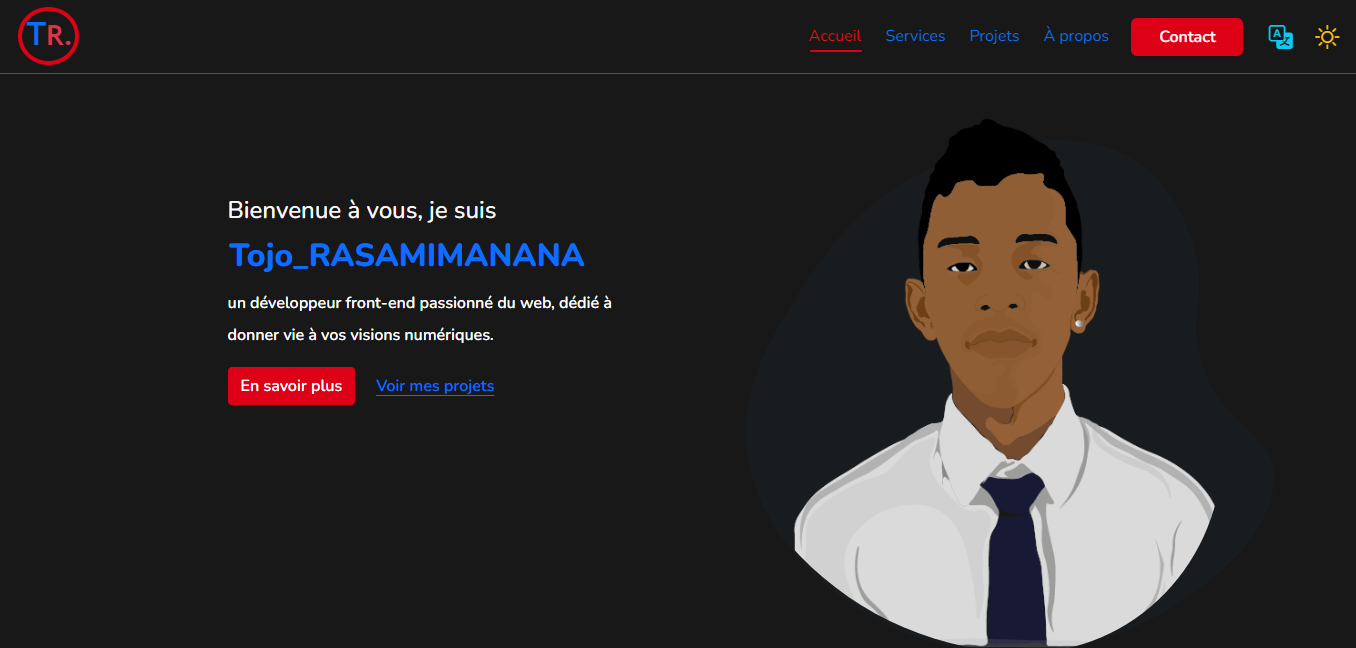 TR.
Accueil Services Projets À propos Contact
Bienvenue à vous, je suis
Tojo_RASAMIMANANA
un développeur front-end passionné du web, dédié à
donner vie à vos visions numériques.
En savoir plus Voir mes projets